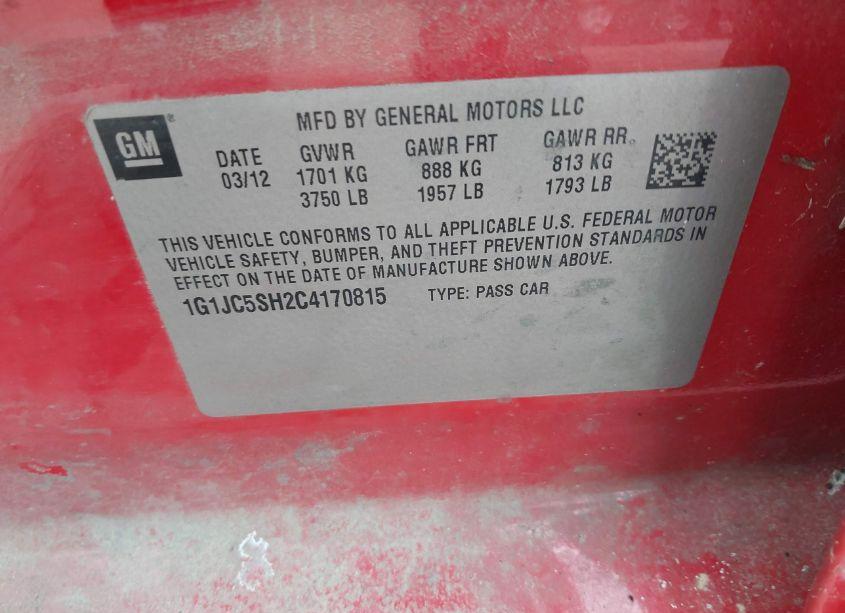 GM ®
MFD BY GENERAL MOTORS LLC
DATE GVWR GAWR FRT GAWR RR.
03/12 1701 KG 888 KG 813 KG
3750 LB 1957 LB 1793 LB
THIS VEHICLE CONFORMS TO ALL APPLICABLE U.S. FEDERAL MOTOR
VEHICLE SAFETY, BUMPER, AND THEFT PREVENTION STANDARDS IN
EFFECT ON THE DATE OF MANUFACTURE SHOWN ABOVE.
1G1JC5SH2C4170815 TYPE: PASS CAR